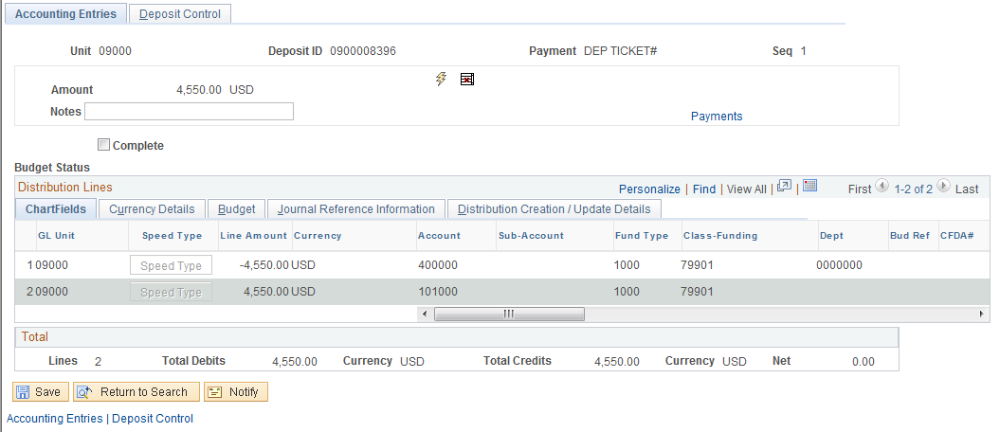 Accounting Entries Deposit Control
Unit 09000 Deposit ID 0900008396 Payment DEP TICKET# Seq 1
Amount 4,550.00 USD
Notes
Payments
Complete
Budget Status
Distribution Lines Personalize | Find | View All | | First 1-2 of 2 Last
ChartFields Currency Details Budget Journal Reference Information Distribution Creation / Update Details
GL Unit Speed Type Line Amount Currency Account Sub-Account Fund Type Class-Funding Dept Bud Ref CFDA#
1 09000 Speed Type -4,550.00 USD 400000 1000 79901 0000000
2 09000 Speed Type 4,550.00 USD 101000 1000 79901
Total
Lines 2 Total Debits 4,550.00 Currency USD Total Credits 4,550.00 Currency USD Net 0.00
Save Return to Search Notify
Accounting Entries | Deposit Control